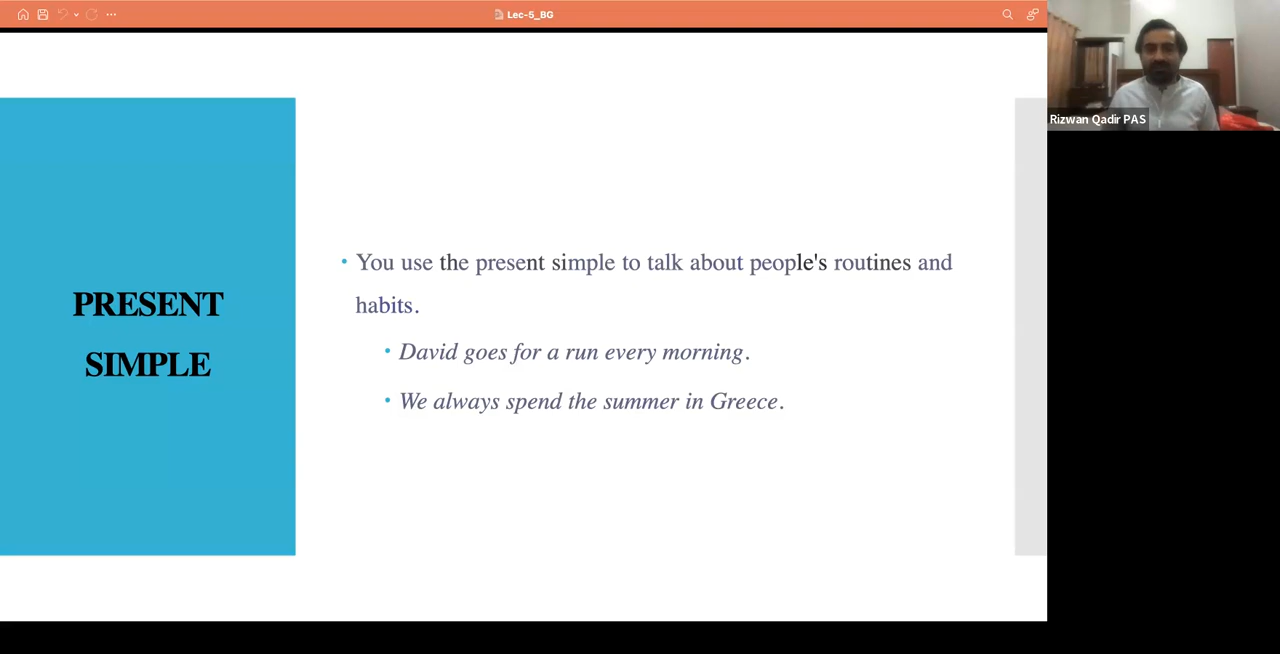 Lec-5_BG
Rizwan Qadir PAS
PRESENT
SIMPLE
• You use the present simple to talk about people's routines and
habits.
• David goes for a run every morning.
• We always spend the summer in Greece.